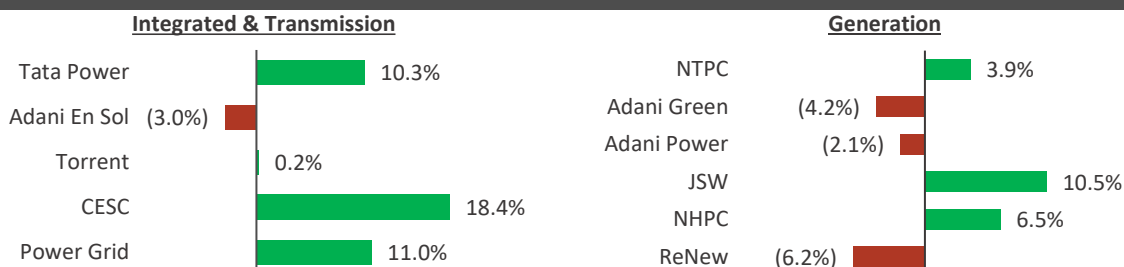 Integrated & Transmission
Tata Power 10.3%
Adani En Sol (3.0%)
Torrent 0.2%
CESC 18.4%
Power Grid 11.0%
Generation
NTPC 3.9%
Adani Green (4.2%)
Adani Power (2.1%)
JSW 10.5%
NHPC 6.5%
ReNew (6.2%)